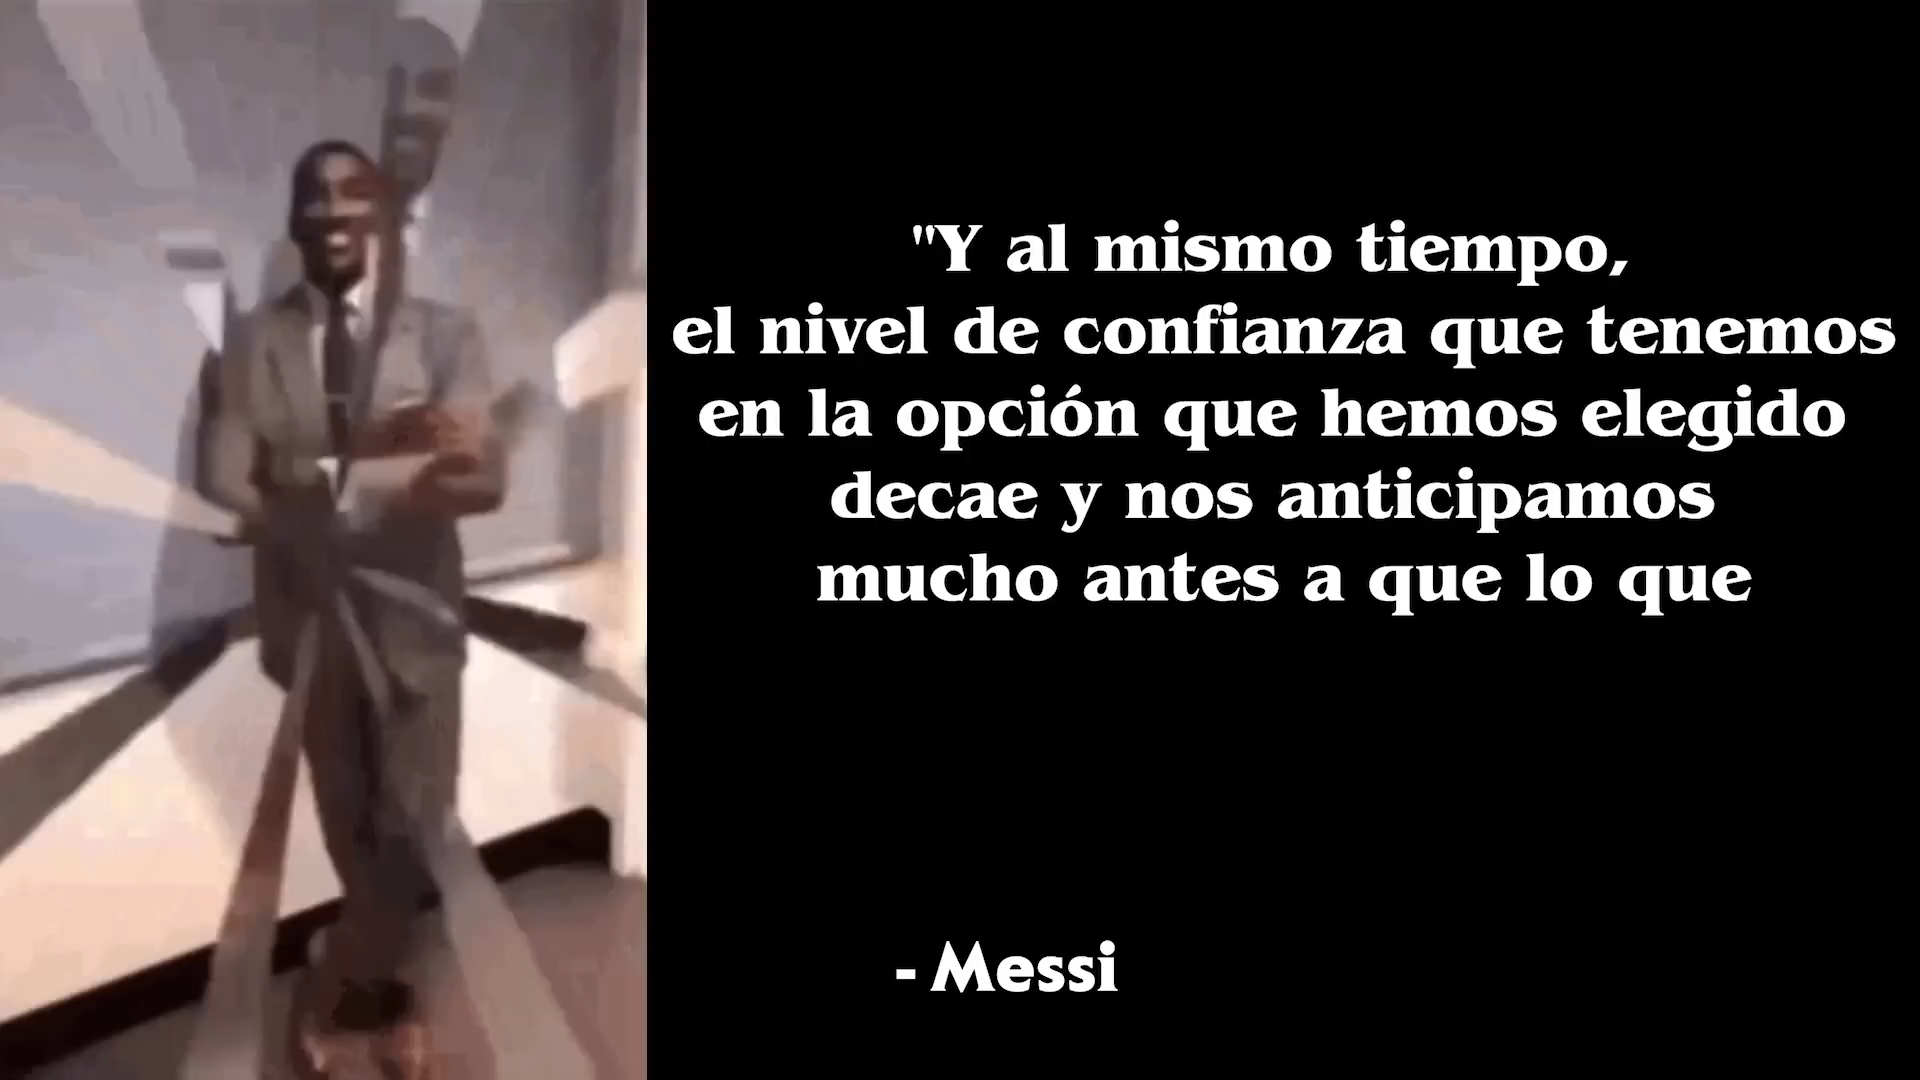 "Y al mismo tiempo,
el nivel de confianza que tenemos
en la opción que hemos elegido
decae y nos anticipamos
mucho antes a que lo que
- Messi